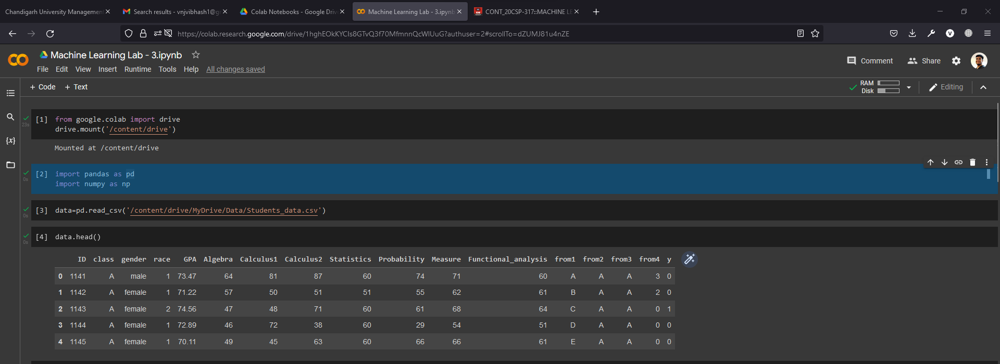 Chandigarh University Management
Search results - vnjvibhash1@g
Colab Notebooks - Google Drive
Machine Learning Lab - 3.ipynb
CONT_20CSP-317::MACHINE LE
https://colab.research.google.com/drive/1hghEOkKYCIs8GTvQ3f70MfmnnQcWlUuG?authuser=2#scrollTo=dZUMJ81u4nZE
V
Machine Learning Lab - 3.ipynb
File Edit View Insert Runtime Tools Help All changes saved
Comment Share
+ Code + Text
RAM
Disk
Editing
[1] from google.colab import drive
23s
drive.mount('/content/drive')
Mounted at /content/drive
{x}
[2] import pandas as pd
0s
import numpy as np
[3] data=pd.read_csv('/content/drive/MyDrive/Data/Students_data.csv')
0s
[4] data.head()
0s
ID class gender race GPA Algebra Calculus1 Calculus2 Statistics Probability Measure Functional_analysis from1 from2 from3 from4 y
0 1141 A male 1 73.47 64 81 87 60 74 71 60 A A A 3 0
1 1142 A female 1 71.22 57 50 51 51 55 62 61 B A A 2 0
2 1143 A female 2 74.56 47 48 71 60 61 68 64 C A A 0 1
3 1144 A female 1 72.89 46 72 38 60 29 54 51 D A A 0 0
4 1145 A female 1 70.11 49 45 63 60 66 66 61 E A A 0 0